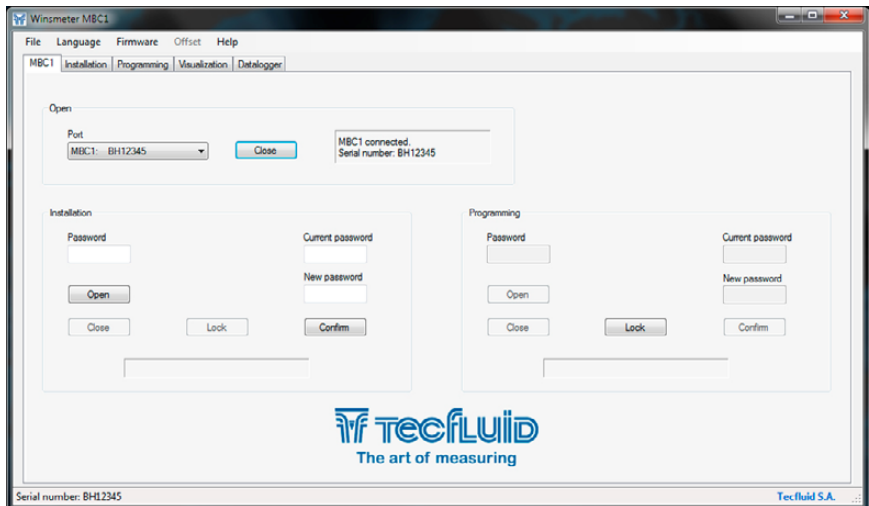 Winsmeter MBC1
File Language Firmware Offset Help
MBC1 Installation Programming Visualization Datalogger
Open
Port
MBC1: BH12345 Close
MBC1 connected.
Serial number: BH12345
Installation
Password Current password
New password
Open
Close Lock Confirm
Programming
Password Current password
New password
Open
Close Lock Confirm
Tecfluid
The art of measuring
Serial number: BH12345 Tecfluid S.A.